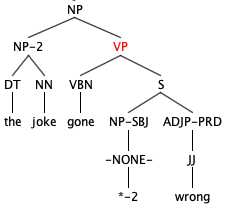 NP
NP-2 VP
DT NN VBN S
the joke gone NP-SBJ ADJP-PRD
-NONE- JJ
*-2 wrong